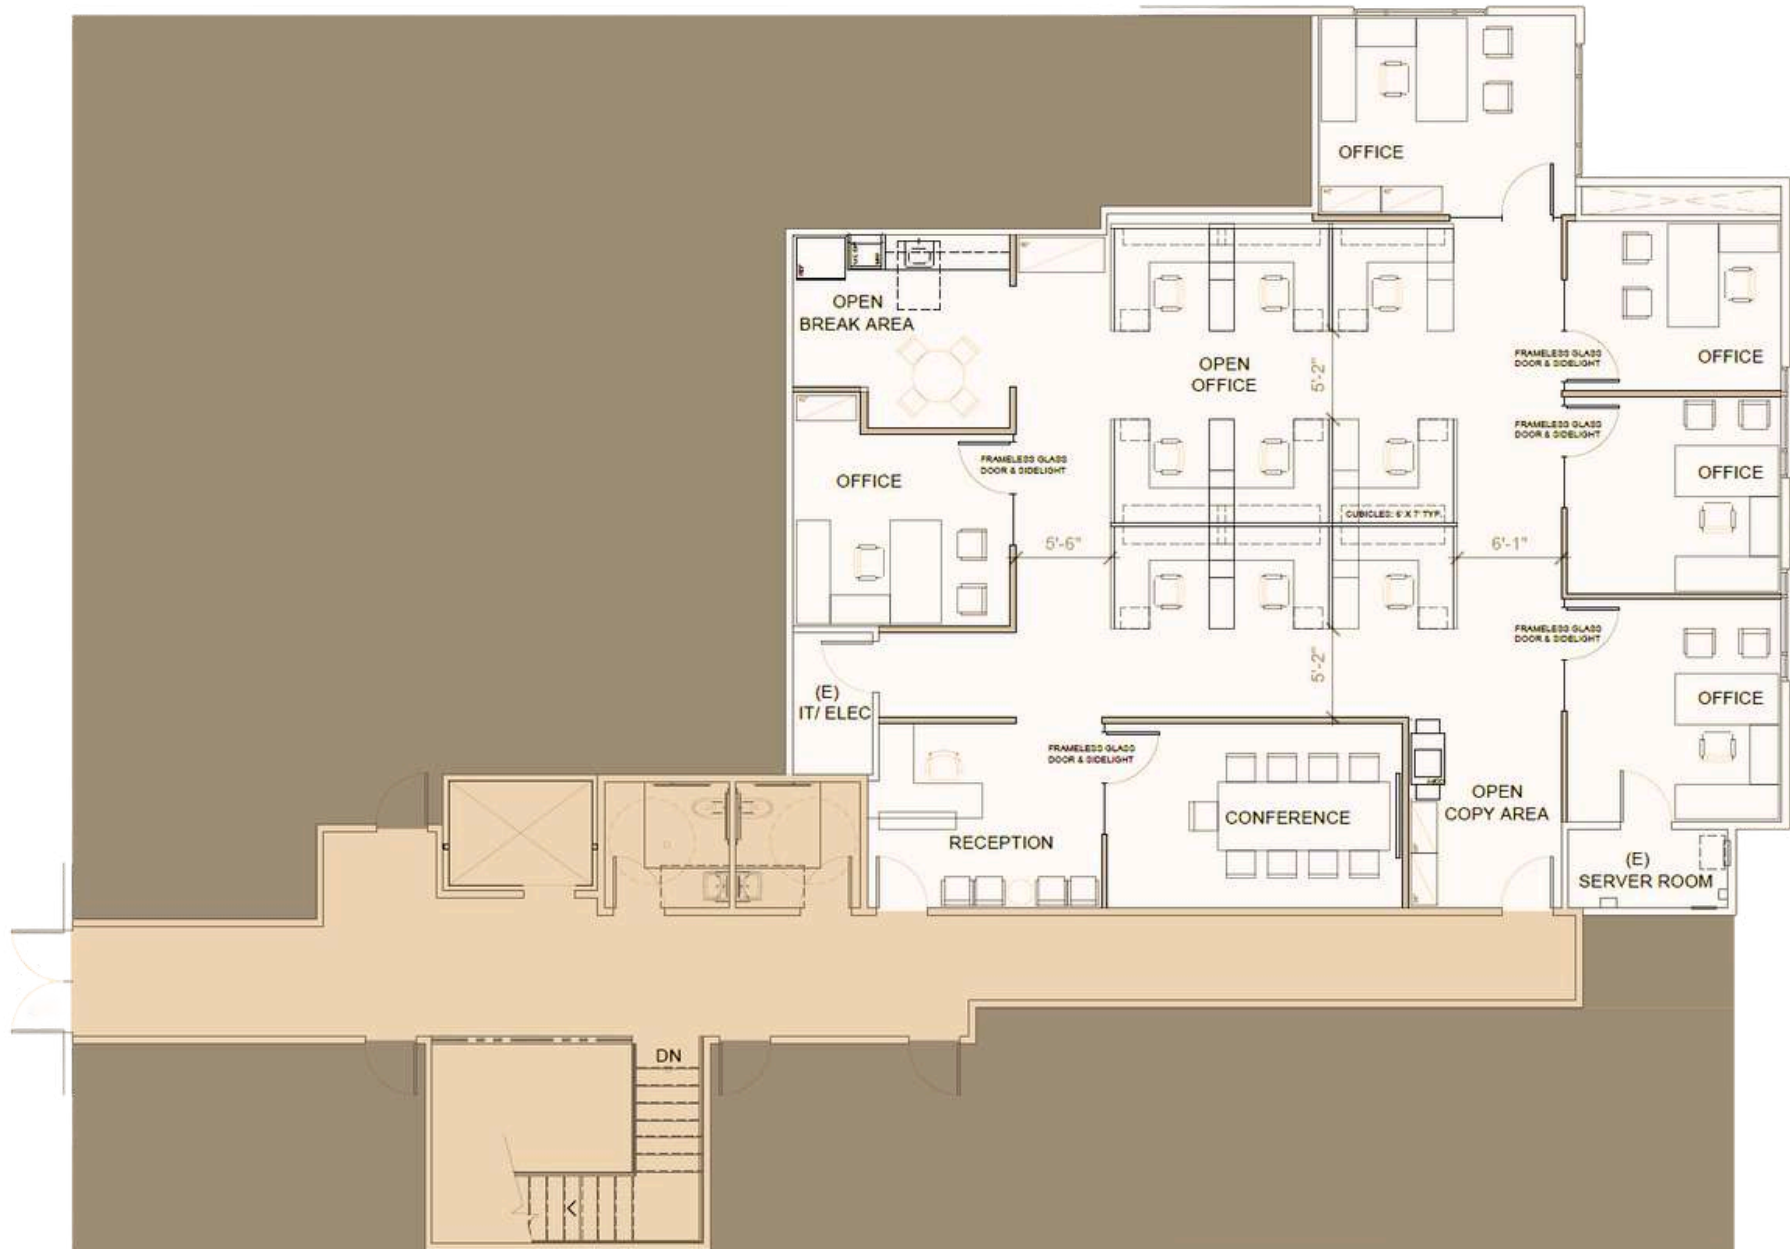 OFFICE
OPEN
BREAK AREA
OPEN
OFFICE
5'-2"
FRAMELESS GLASS
DOOR & SIDELIGHT
OFFICE
FRAMELESS GLASS
DOOR & SIDELIGHT
OFFICE
FRAMELESS GLASS
DOOR & SIDELIGHT
OFFICE
CUBICLES: 6' X 7' TYP.
5'-6"
6'-1"
FRAMELESS GLASS
DOOR & SIDELIGHT
OFFICE
5'-2"
(E)
IT/ ELEC
FRAMELESS GLASS
DOOR & SIDELIGHT
CONFERENCE
OPEN
COPY AREA
RECEPTION
(E)
SERVER ROOM
DN